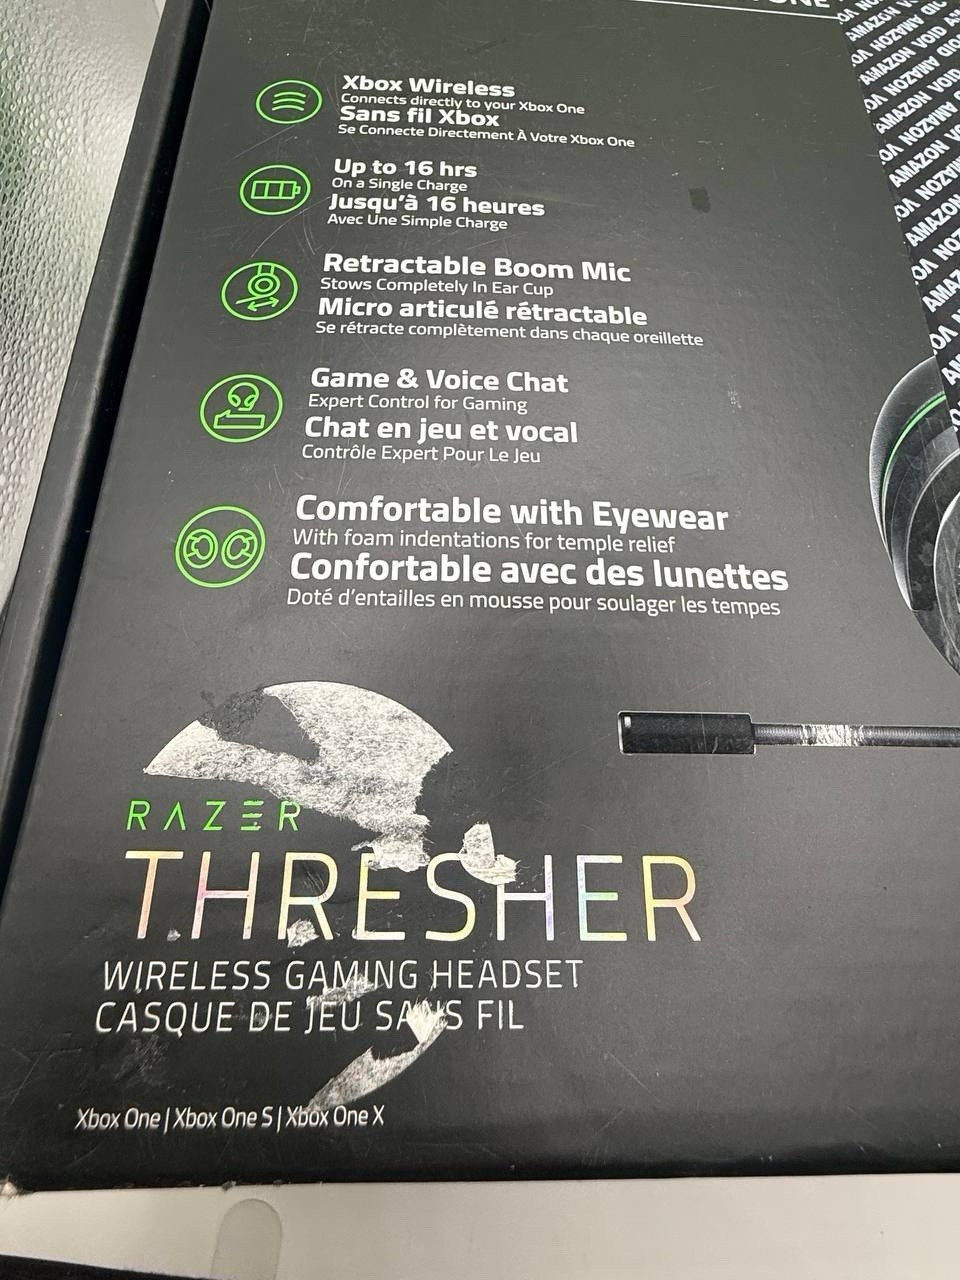 ONE
Xbox Wireless
Connects directly to your Xbox One
Sans fil Xbox
Se Connecte Directement À Votre Xbox One
Up to 16 hrs
On a Single Charge
Jusqu'à 16 heures
Avec Une Simple Charge
Retractable Boom Mic
Stows Completely In Ear Cup
Micro articulé rétractable
Se rétracte complètement dans chaque oreillette
Game & Voice Chat
Expert Control for Gaming
Chat en jeu et vocal
Contrôle Expert Pour Le Jeu
Comfortable with Eyewear
With foam indentations for temple relief
Confortable avec des lunettes
Doté d'entailles en mousse pour soulager les tempes
RAZER
THRESHER
WIRELESS GAMING HEADSET
CASQUE DE JEU SANS FIL
Xbox One | Xbox One S | Xbox One X
AMAZON VOID AMAZON VOID